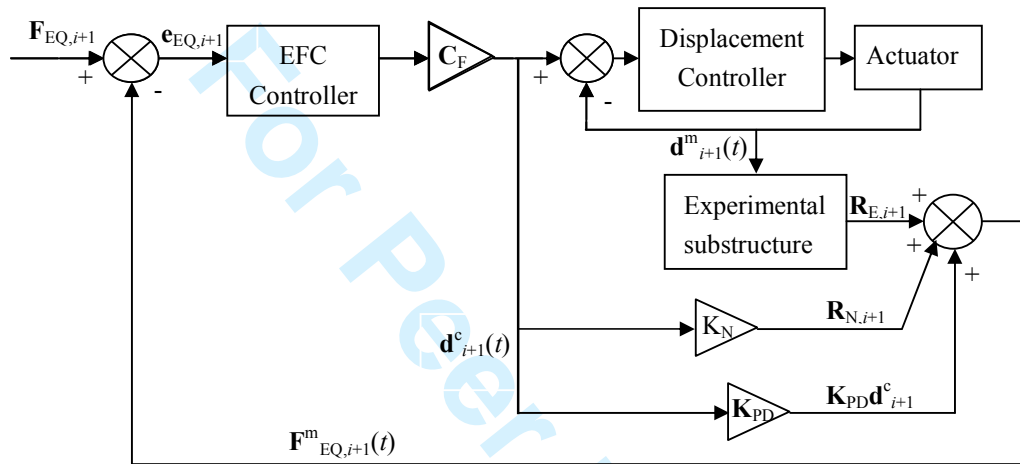 F_EQ,i+1
+
-
e_EQ,i+1
EFC
Controller
C_F
+
-
Displacement
Controller
Actuator
d^m_i+1(t)
Experimental
substructure
R_E,i+1
+
+
+
K_N
R_N,i+1
d^c_i+1(t)
K_PD
K_PD d^c_i+1
F^m_EQ,i+1(t)
For Peer